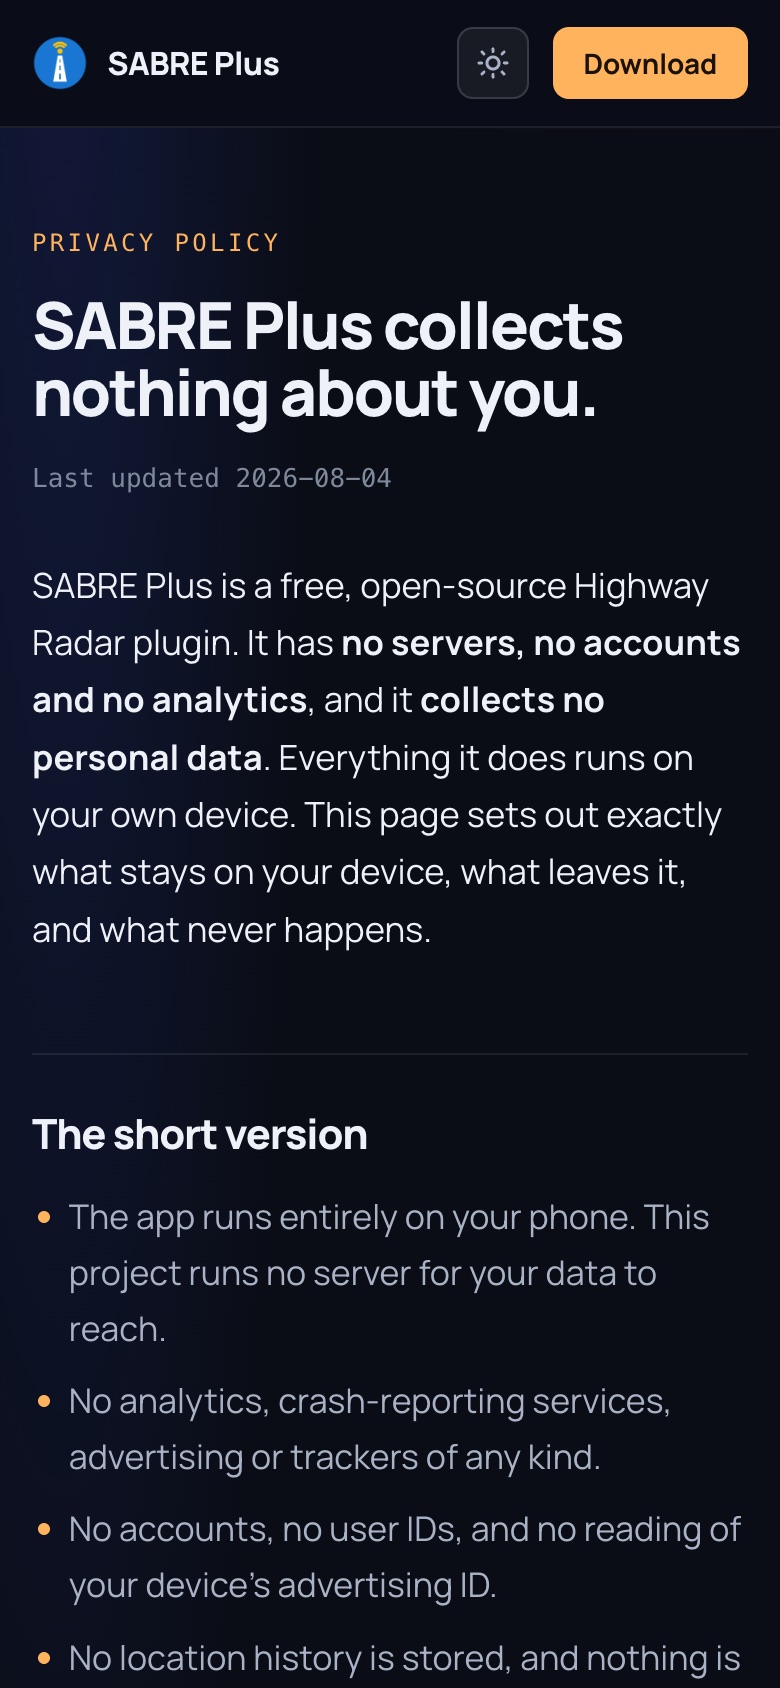 SABRE Plus
Download
PRIVACY POLICY
SABRE Plus collects
nothing about you.
Last updated 2026-08-04
SABRE Plus is a free, open-source Highway
Radar plugin. It has no servers, no accounts
and no analytics, and it collects no
personal data. Everything it does runs on
your own device. This page sets out exactly
what stays on your device, what leaves it,
and what never happens.
The short version
• The app runs entirely on your phone. This
project runs no server for your data to
reach.
• No analytics, crash-reporting services,
advertising or trackers of any kind.
• No accounts, no user IDs, and no reading of
your device’s advertising ID.
• No location history is stored, and nothing is